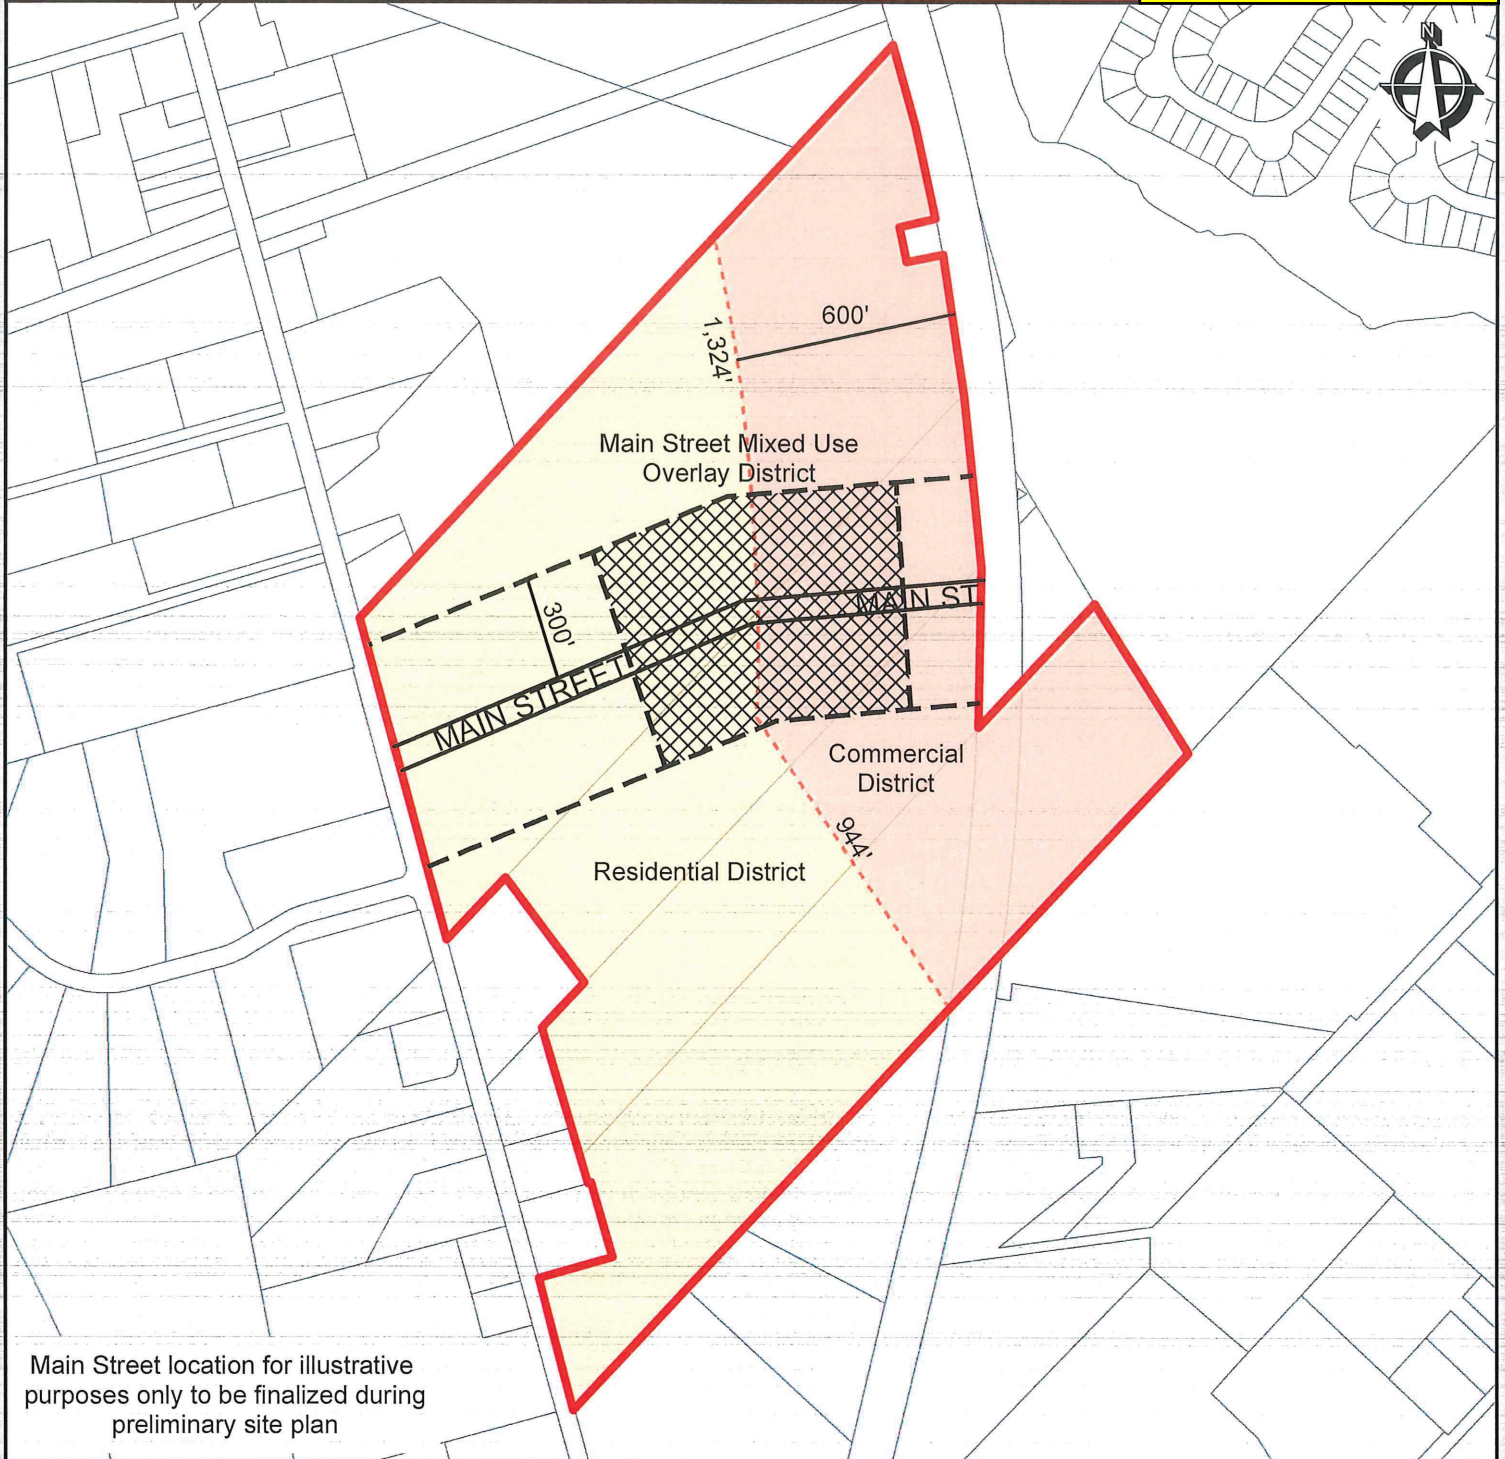 N
600'
1,324'
Main Street Mixed Use
Overlay District
MAIN ST
300'
MAIN STREET
Commercial
District
944'
Residential District
Main Street location for illustrative
purposes only to be finalized during
preliminary site plan